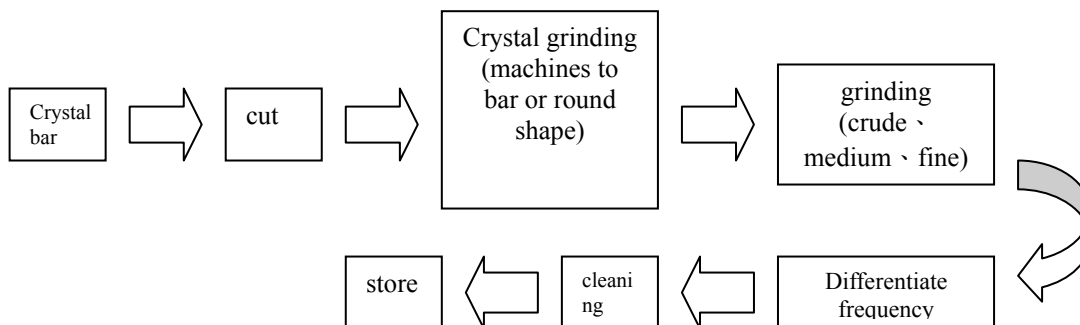 Crystal
bar
cut
Crystal grinding
(machines to
bar or round
shape)
grinding
(crude、
medium、fine)
store
cleani
ng
Differentiate
frequency